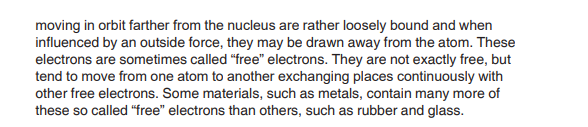 moving in orbit farther from the nucleus are rather loosely bound and when
influenced by an outside force, they may be drawn away from the atom. These
electrons are sometimes called “free” electrons. They are not exactly free, but
tend to move from one atom to another exchanging places continuously with
other free electrons. Some materials, such as metals, contain many more of
these so called “free” electrons than others, such as rubber and glass.